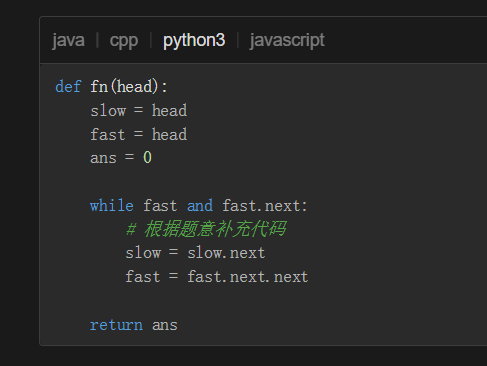 java | cpp | python3 | javascript
def fn(head):
    slow = head
    fast = head
    ans = 0

    while fast and fast.next:
        # 根据题意补充代码
        slow = slow.next
        fast = fast.next.next

    return ans